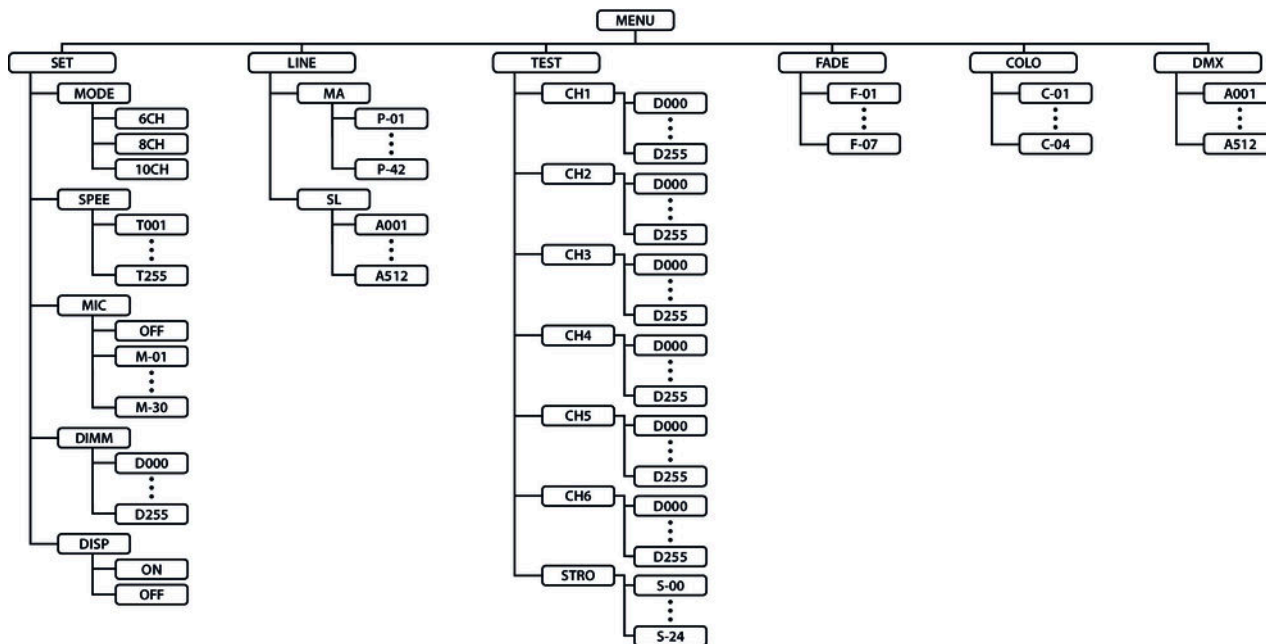 MENU
SET
MODE
6CH
8CH
10CH
SPEE
T001
T255
MIC
OFF
M-01
M-30
DIMM
D000
D255
DISP
ON
OFF
LINE
MA
P-01
P-42
SL
A001
A512
TEST
CH1
D000
D255
CH2
D000
D255
CH3
D000
D255
CH4
D000
D255
CH5
D000
D255
CH6
D000
D255
STRO
S-00
S-24
FADE
F-01
F-07
COLO
C-01
C-04
DMX
A001
A512